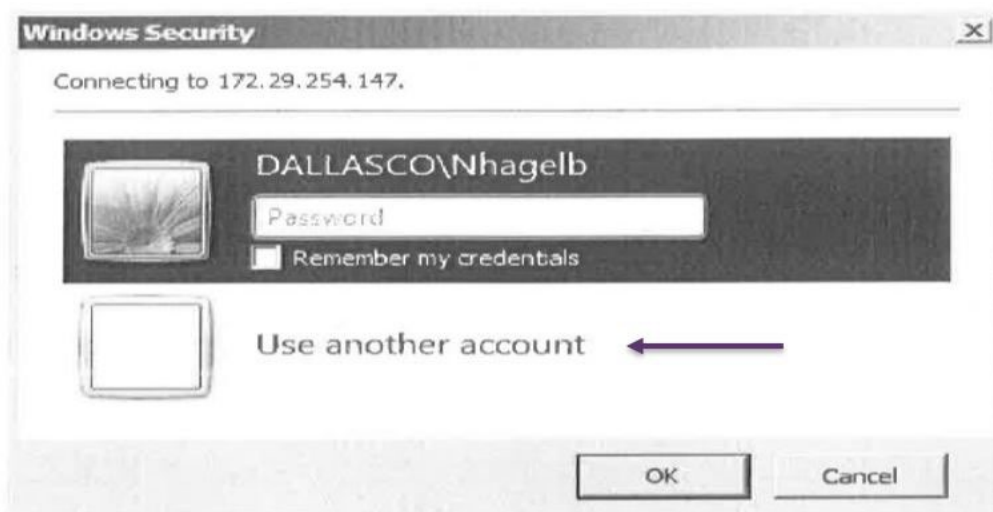 Windows Security
Connecting to 172.29.254.147.
DALLASCO\Nhagelb
Password
Remember my credentials
Use another account
OK
Cancel